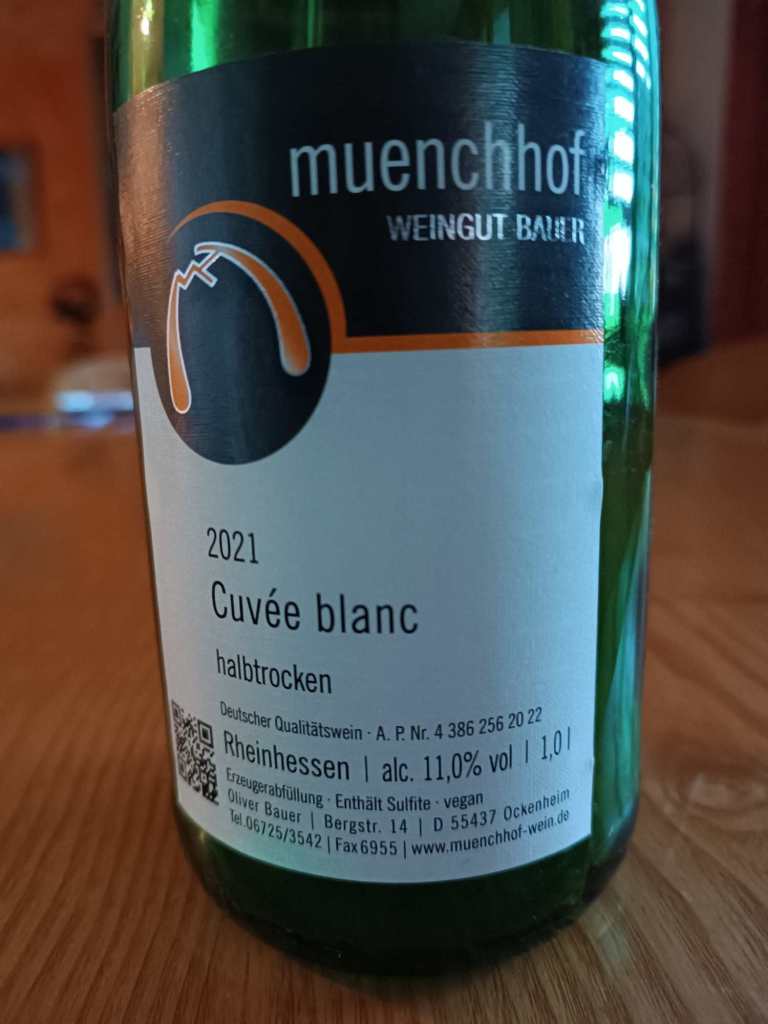 muenchhof
WEINGUT BAUER
2021
Cuvée blanc
halbtrocken
Deutscher Qualitätswein · A. P. Nr. 4 386 256 20 22
Rheinhessen | alc. 11,0% vol | 1,0 l
Erzeugerabfüllung · Enthält Sulfite · vegan
Oliver Bauer | Bergstr. 14 | D 55437 Ockenheim
Tel.06725/3542 | Fax6955 | www.muenchhof-wein.de